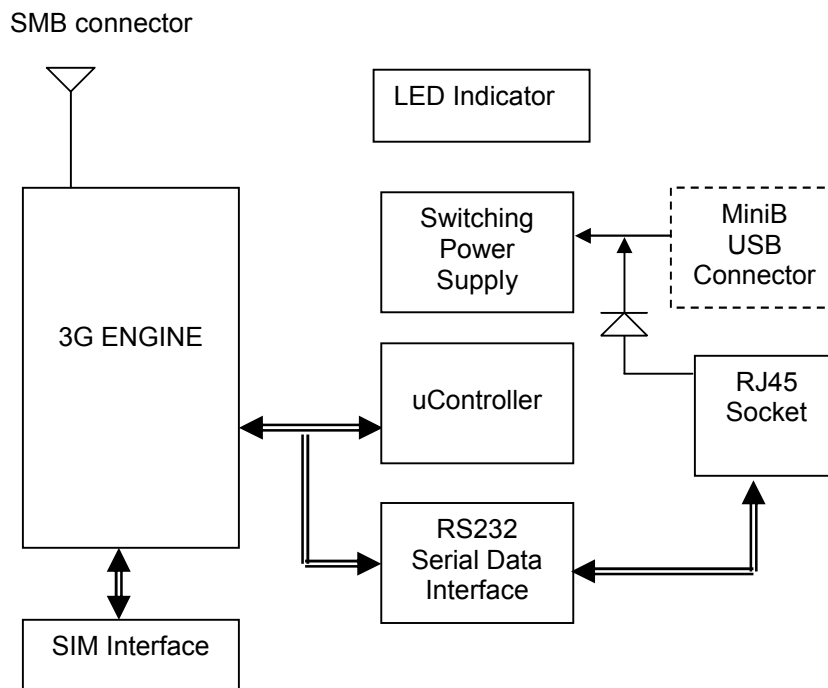 SMB connector
LED Indicator
Switching
Power
Supply
MiniB
USB
Connector
3G ENGINE
uController
RJ45
Socket
RS232
Serial Data
Interface
SIM Interface